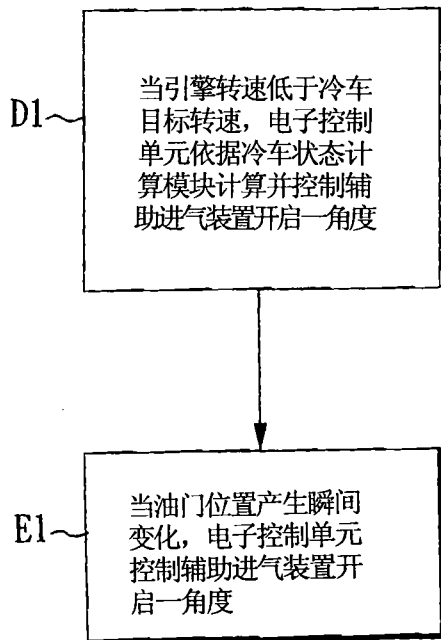 D1
当引擎转速低于冷车
目标转速，电子控制
单元依据冷车状态计
算模块计算并控制辅
助进气装置开启一角度
E1
当油门位置产生瞬间
变化，电子控制单元
控制辅助进气装置开
启一角度